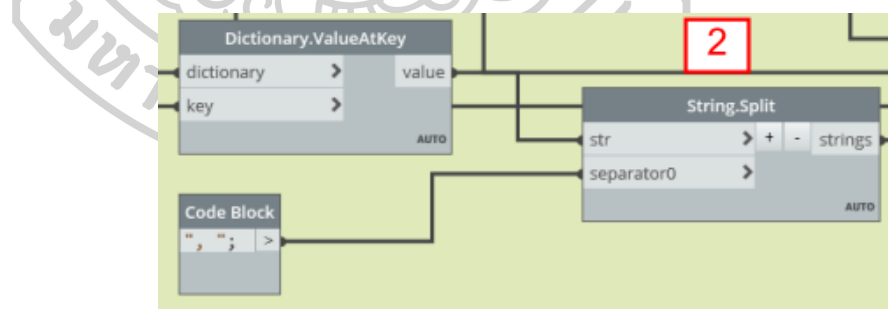 Dictionary.ValueAtKey
dictionary >
value
key >
AUTO
2
String.Split
str > + - strings
separator0 >
AUTO
Code Block
", "; >